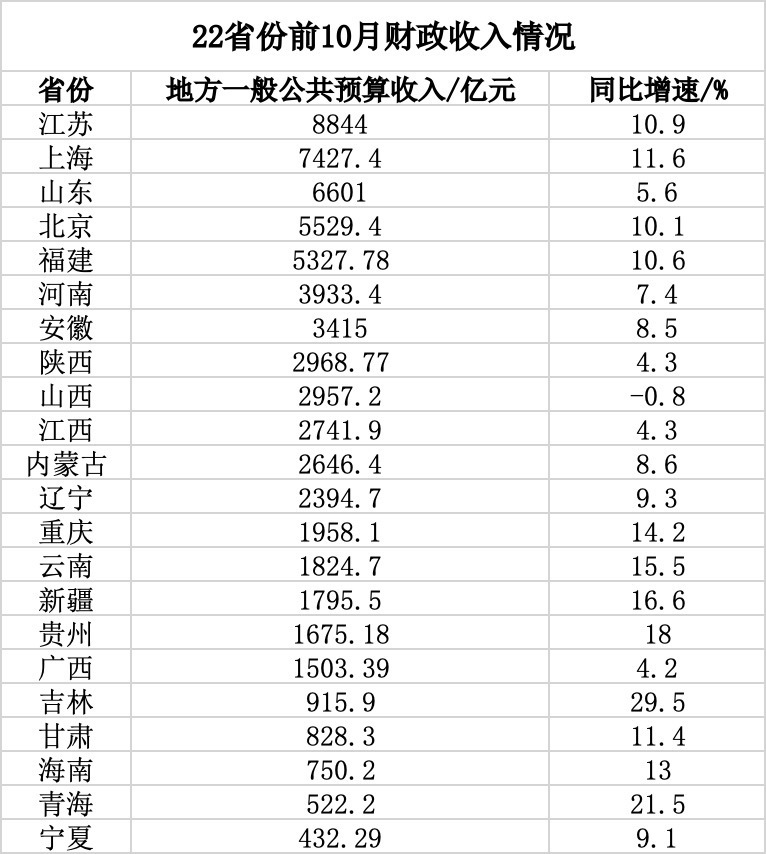 22省份前10月财政收入情况
省份 地方一般公共预算收入/亿元 同比增速/%
江苏 8844 10.9
上海 7427.4 11.6
山东 6601 5.6
北京 5529.4 10.1
福建 5327.78 10.6
河南 3933.4 7.4
安徽 3415 8.5
陕西 2968.77 4.3
山西 2957.2 -0.8
江西 2741.9 4.3
内蒙古 2646.4 8.6
辽宁 2394.7 9.3
重庆 1958.1 14.2
云南 1824.7 15.5
新疆 1795.5 16.6
贵州 1675.18 18
广西 1503.39 4.2
吉林 915.9 29.5
甘肃 828.3 11.4
海南 750.2 13
青海 522.2 21.5
宁夏 432.29 9.1